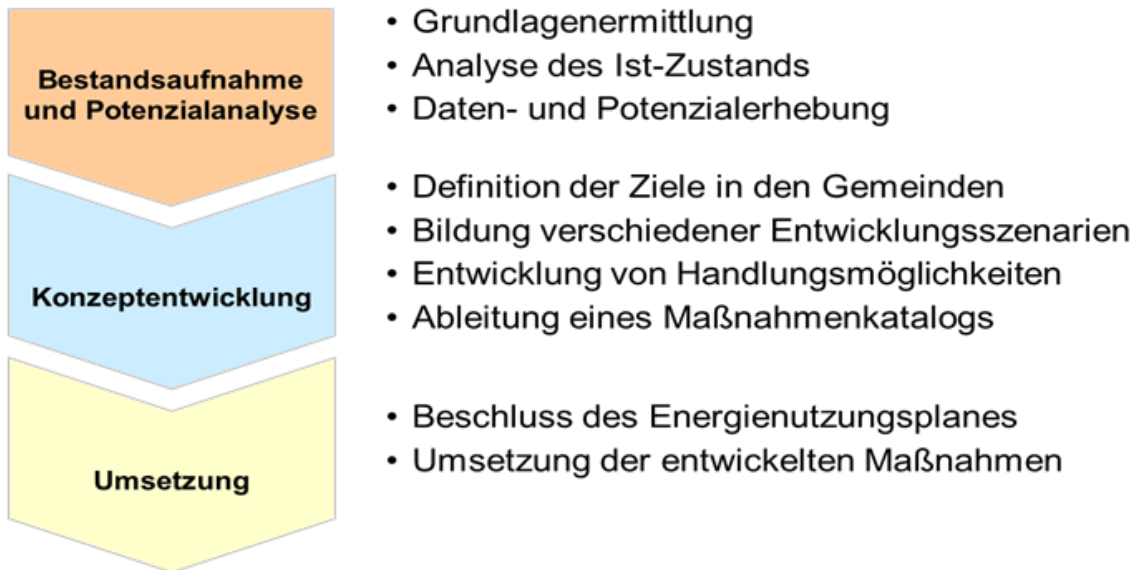 Bestandsaufnahme
und Potenzialanalyse
• Grundlagenermittlung
• Analyse des Ist-Zustands
• Daten- und Potenzialerhebung
Konzeptentwicklung
• Definition der Ziele in den Gemeinden
• Bildung verschiedener Entwicklungsszenarien
• Entwicklung von Handlungsmöglichkeiten
• Ableitung eines Maßnahmenkatalogs
Umsetzung
• Beschluss des Energienutzungsplanes
• Umsetzung der entwickelten Maßnahmen